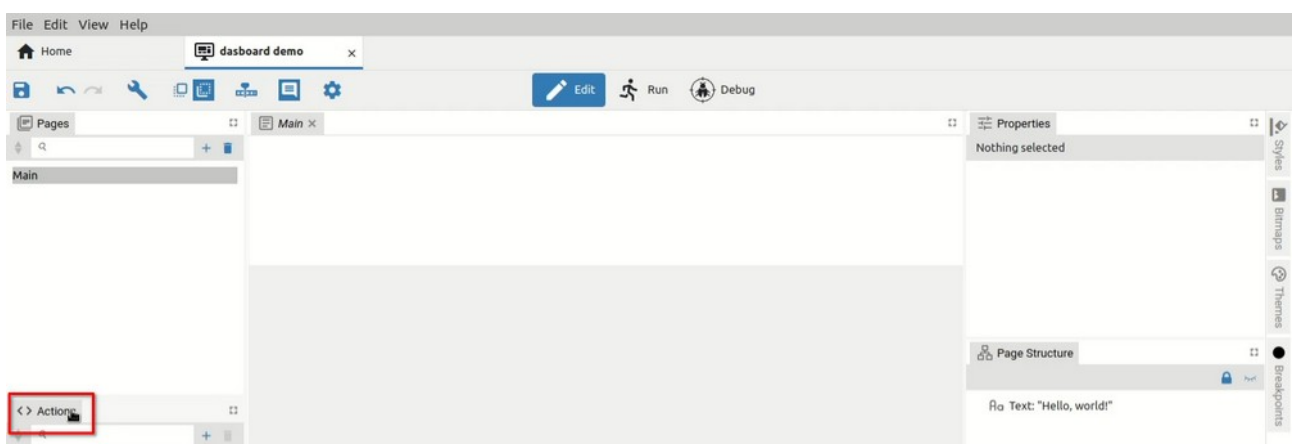 File Edit View Help
Home dasboard demo
Edit Run Debug
Pages Main Properties
Nothing selected
Main
Styles
Bitmaps
Themes
Page Structure
Breakpoints
<> Actions
Aa Text: "Hello, world!"